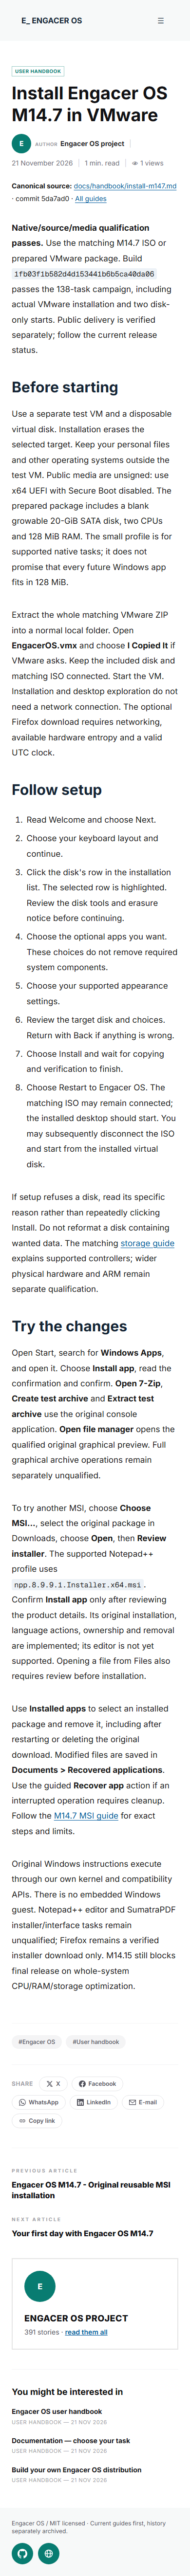 E_ ENGACER OS
☰
USER HANDBOOK
Install Engacer OS
M14.7 in VMware
E
AUTHOR Engacer OS project
21 November 2026 1 min. read 1 views
Canonical source: docs/handbook/install-m147.md
· commit 5da7ad0 · All guides
Native/source/media qualification
passes. Use the matching M14.7 ISO or
prepared VMware package. Build
passes the 138-task campaign, including
actual VMware installation and two disk-
only starts. Public delivery is verified
separately; follow the current release
status.
Before starting
Use a separate test VM and a disposable
virtual disk. Installation erases the
selected target. Keep your personal files
and other operating systems outside the
test VM. Public media are unsigned: use
x64 UEFI with Secure Boot disabled. The
prepared package includes a blank
growable 20-GiB SATA disk, two CPUs
and 128 MiB RAM. The small profile is for
supported native tasks; it does not
promise that every future Windows app
fits in 128 MiB.
Extract the whole matching VMware ZIP
into a normal local folder. Open
EngacerOS.vmx and choose I Copied It if
VMware asks. Keep the included disk and
matching ISO connected. Start the VM.
Installation and desktop exploration do not
need a network connection. The optional
Firefox download requires networking,
available hardware entropy and a valid
UTC clock.
Follow setup
1. Read Welcome and choose Next.
2. Choose your keyboard layout and
continue.
3. Click the disk's row in the installation
list. The selected row is highlighted.
Review the disk tools and erasure
notice before continuing.
4. Choose the optional apps you want.
These choices do not remove required
system components.
5. Choose your supported appearance
settings.
6. Review the target disk and choices.
Return with Back if anything is wrong.
7. Choose Install and wait for copying
and verification to finish.
8. Choose Restart to Engacer OS. The
matching ISO may remain connected;
the installed desktop should start. You
may subsequently disconnect the ISO
and start from the installed virtual
disk.
If setup refuses a disk, read its specific
reason rather than repeatedly clicking
Install. Do not reformat a disk containing
wanted data. The matching storage guide
explains supported controllers; wider
physical hardware and ARM remain
separate qualification.
Try the changes
Open Start, search for Windows Apps,
and open it. Choose Install app, read the
confirmation and confirm. Open 7-Zip,
Create test archive and Extract test
archive use the original console
application. Open file manager opens the
qualified original graphical preview. Full
graphical archive operations remain
separately unqualified.
To try another MSI, choose Choose
MSI..., select the original package in
Downloads, choose Open, then Review
installer. The supported Notepad++
profile uses
npp.8.9.9.1.Installer.x64.msi.
Confirm Install app only after reviewing
the product details. Its original installation,
language actions, ownership and removal
are implemented; its editor is not yet
supported. Opening a file from Files also
requires review before installation.
Use Installed apps to select an installed
package and remove it, including after
restarting or deleting the original
download. Modified files are saved in
Documents > Recovered applications.
Use the guided Recover app action if an
interrupted operation requires cleanup.
Follow the M14.7 MSI guide for exact
steps and limits.
Original Windows instructions execute
through our own kernel and compatibility
APIs. There is no embedded Windows
guest. Notepad++ editor and SumatraPDF
installer/interface tasks remain
unqualified; Firefox remains a verified
installer download only. M14.15 still blocks
final release on whole-system
CPU/RAM/storage optimization.
#Engacer OS #User handbook
SHARE X Facebook
WhatsApp LinkedIn E-mail
Copy link
PREVIOUS ARTICLE
Engacer OS M14.7 - Original reusable MSI
installation
NEXT ARTICLE
Your first day with Engacer OS M14.7
E
ENGACER OS PROJECT
391 stories · read them all
You might be interested in
Engacer OS user handbook
USER HANDBOOK — 21 NOV 2026
Documentation — choose your task
USER HANDBOOK — 21 NOV 2026
Build your own Engacer OS distribution
USER HANDBOOK — 21 NOV 2026
Engacer OS / MIT licensed · Current guides first, history
separately archived.